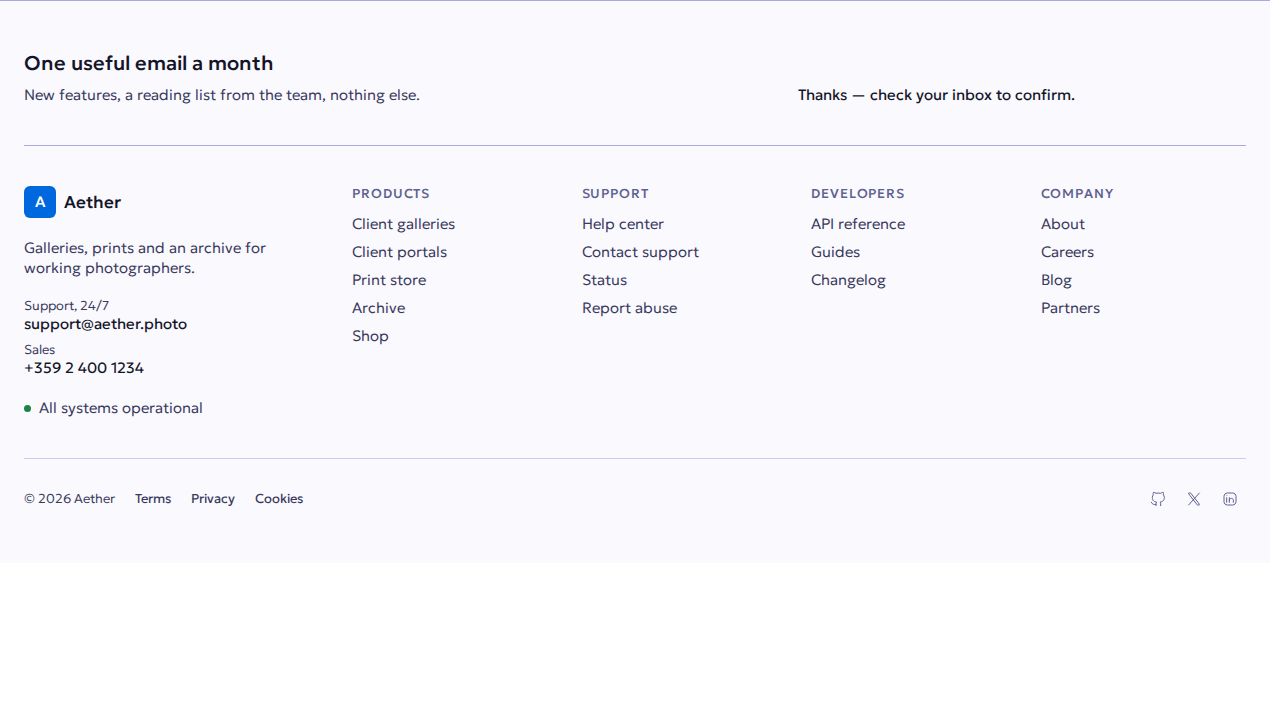 One useful email a month
New features, a reading list from the team, nothing else.
Thanks — check your inbox to confirm.
A Aether
Galleries, prints and an archive for
working photographers.
Support, 24/7
support@aether.photo
Sales
+359 2 400 1234
All systems operational
PRODUCTS
Client galleries
Client portals
Print store
Archive
Shop
SUPPORT
Help center
Contact support
Status
Report abuse
DEVELOPERS
API reference
Guides
Changelog
COMPANY
About
Careers
Blog
Partners
© 2026 Aether Terms Privacy Cookies